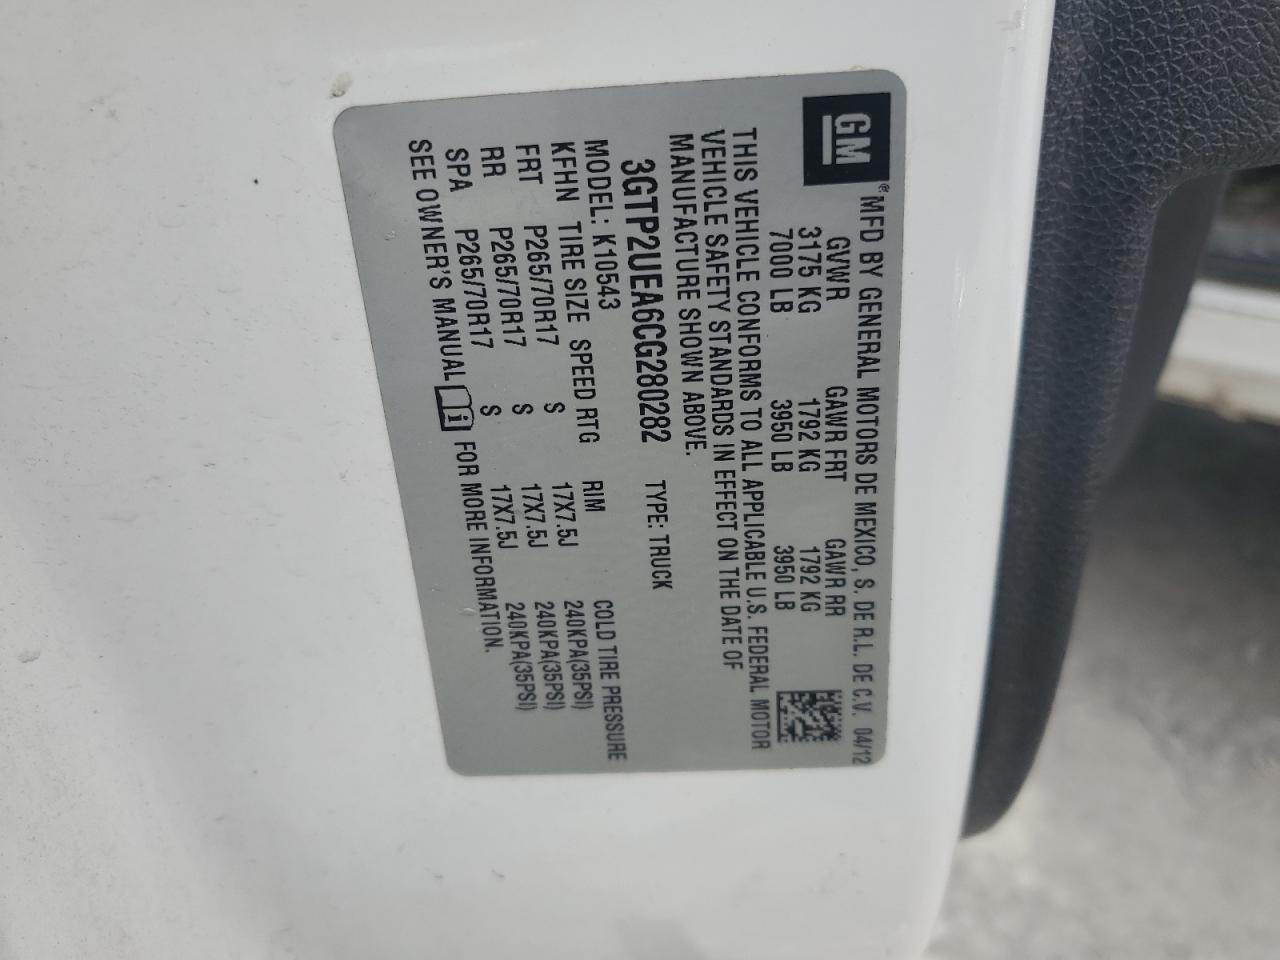 GM ® MFD BY GENERAL MOTORS DE MEXICO, S. DE R.L. DE C.V. 04/12
GVWR GAWR FRT GAWR RR
3175 KG 1792 KG 1792 KG
7000 LB 3950 LB 3950 LB
THIS VEHICLE CONFORMS TO ALL APPLICABLE U.S. FEDERAL MOTOR
VEHICLE SAFETY STANDARDS IN EFFECT ON THE DATE OF
MANUFACTURE SHOWN ABOVE.
3GTP2UEA6CG280282 TYPE: TRUCK
MODEL: K10543
KFHN TIRE SIZE SPEED RTG RIM COLD TIRE PRESSURE
FRT P265/70R17 S 17X7.5J 240KPA(35PSI)
RR P265/70R17 S 17X7.5J 240KPA(35PSI)
SPA P265/70R17 S 17X7.5J 240KPA(35PSI)
SEE OWNER'S MANUAL i FOR MORE INFORMATION.